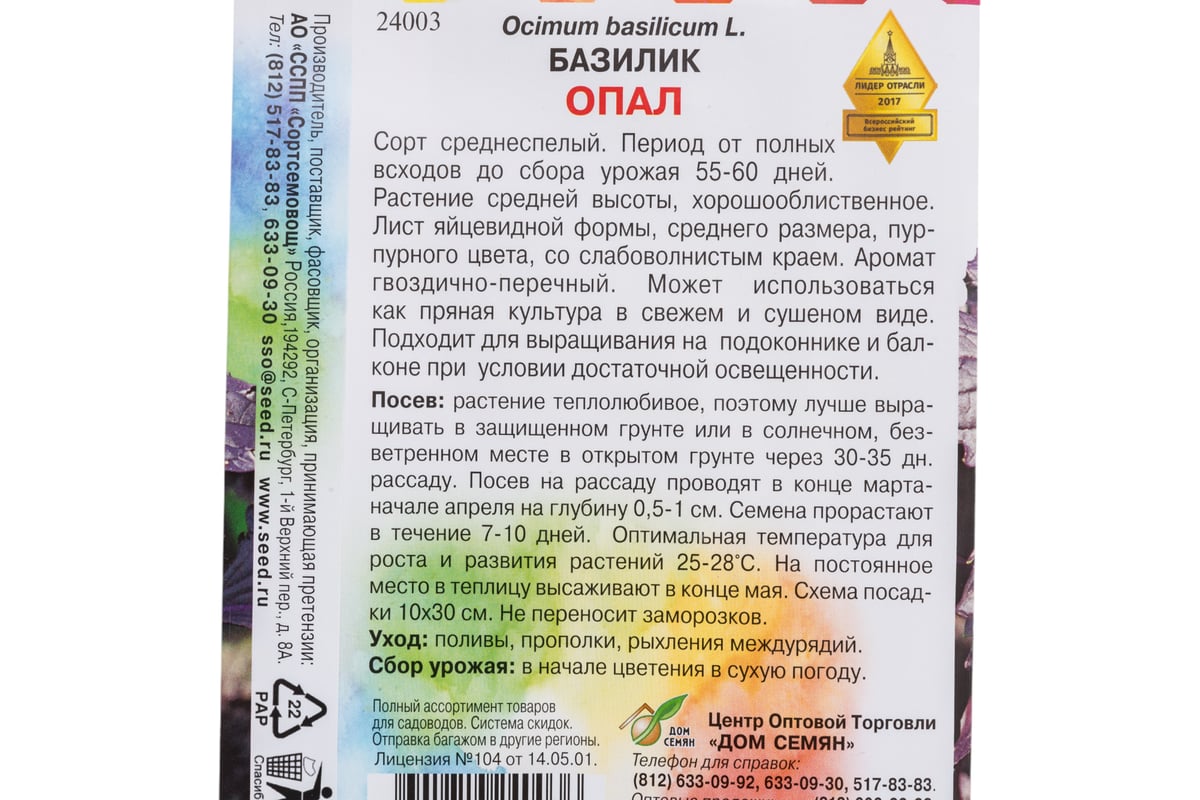 24003
Ocimum basilicum L.
БАЗИЛИК
ОПАЛ
ЛИДЕР ОТРАСЛИ
2017
Всероссийский
бизнес рейтинг
Сорт среднеспелый. Период от полных
всходов до сбора урожая 55-60 дней.
Растение средней высоты, хорошооблиственное.
Лист яйцевидной формы, среднего размера, пур-
пурного цвета, со слабоволнистым краем. Аромат
гвоздично-перечный. Может использоваться
как пряная культура в свежем и сушеном виде.
Подходит для выращивания на подоконнике и бал-
коне при условии достаточной освещенности.
Посев: растение теплолюбивое, поэтому лучше выра-
щивать в защищенном грунте или в солнечном, без-
ветренном месте в открытом грунте через 30-35 дн.
рассаду. Посев на рассаду проводят в конце марта-
начале апреля на глубину 0,5-1 см. Семена прорастают
в течение 7-10 дней. Оптимальная температура для
роста и развития растений 25-28°С. На постоянное
место в теплицу высаживают в конце мая. Схема посад-
ки 10х30 см. Не переносит заморозков.
Уход: поливы, прополки, рыхления междурядий.
Сбор урожая: в начале цветения в сухую погоду.
Полный ассортимент товаров
для садоводов. Система скидок.
Отправка багажом в другие регионы.
Лицензия №104 от 14.05.01.
ДОМ
СЕМЯН
Центр Оптовой Торговли
«ДОМ СЕМЯН»
Телефон для справок:
(812) 633-09-92, 633-09-30, 517-83-83.
Производитель, поставщик, фасовщик, организация, принимающая претензии:
АО «ССПП «Сортсемовощ» Россия,194292, С-Петербург, 1-й Верхний пер., д. 8А.
Тел: (812) 517-83-83, 633-09-30 sso@seed.ru www.seed.ru
22
PAP